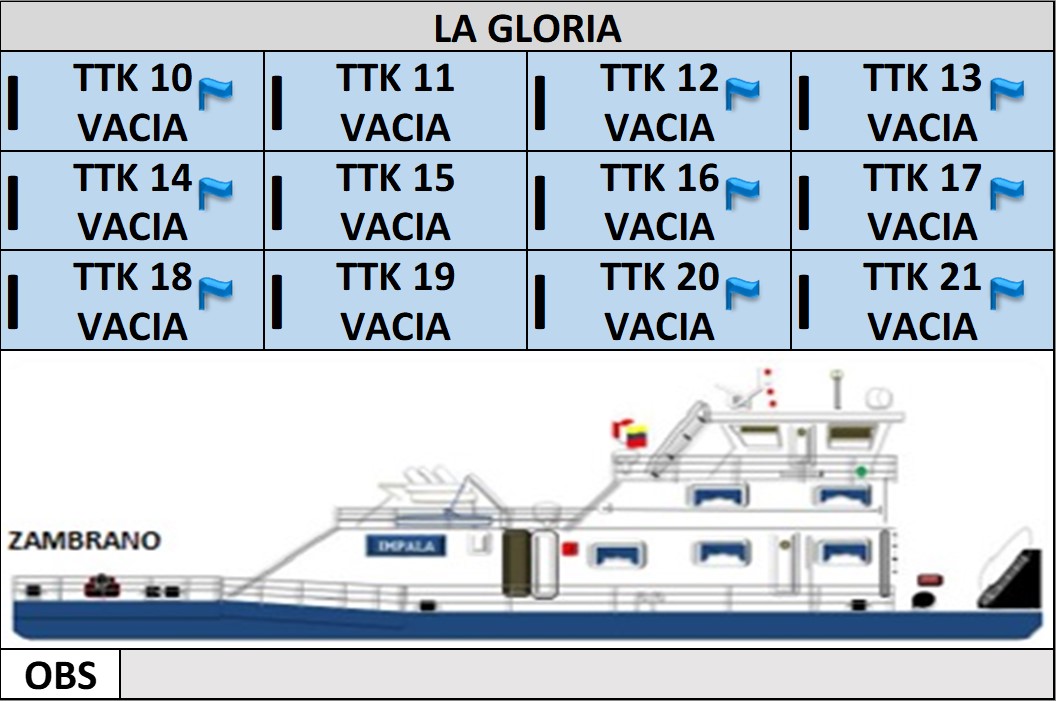 LA GLORIA
TTK 10
VACIA
TTK 11
VACIA
TTK 12
VACIA
TTK 13
VACIA
TTK 14
VACIA
TTK 15
VACIA
TTK 16
VACIA
TTK 17
VACIA
TTK 18
VACIA
TTK 19
VACIA
TTK 20
VACIA
TTK 21
VACIA
ZAMBRANO
IMPALA
OBS